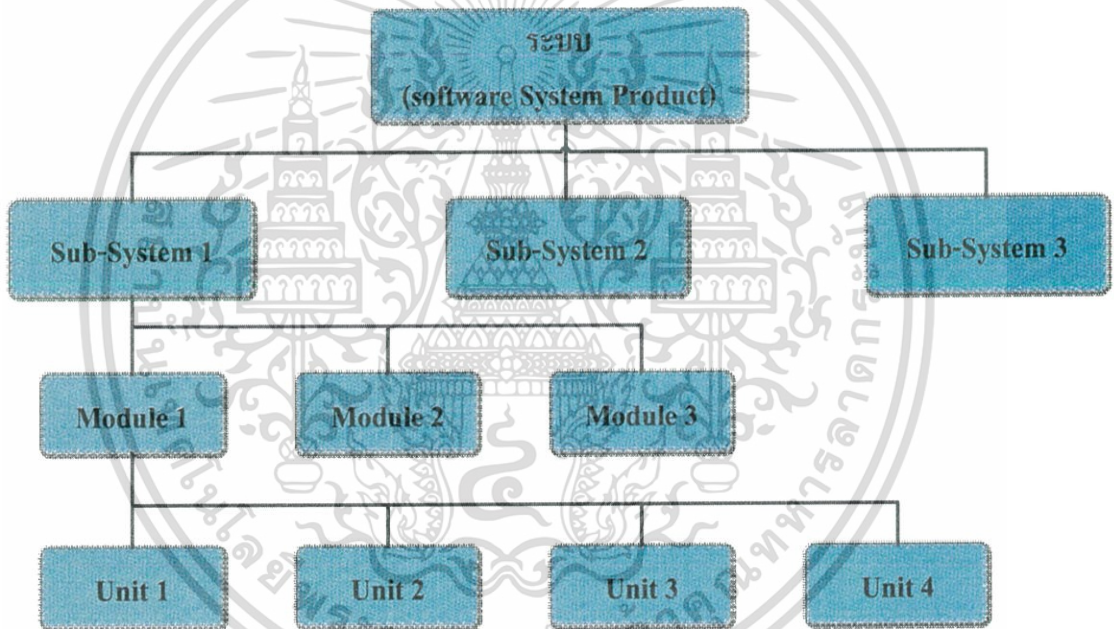 ระบบ
(software System Product)
Sub-System 1
Sub-System 2
Sub-System 3
Module 1
Module 2
Module 3
Unit 1
Unit 2
Unit 3
Unit 4